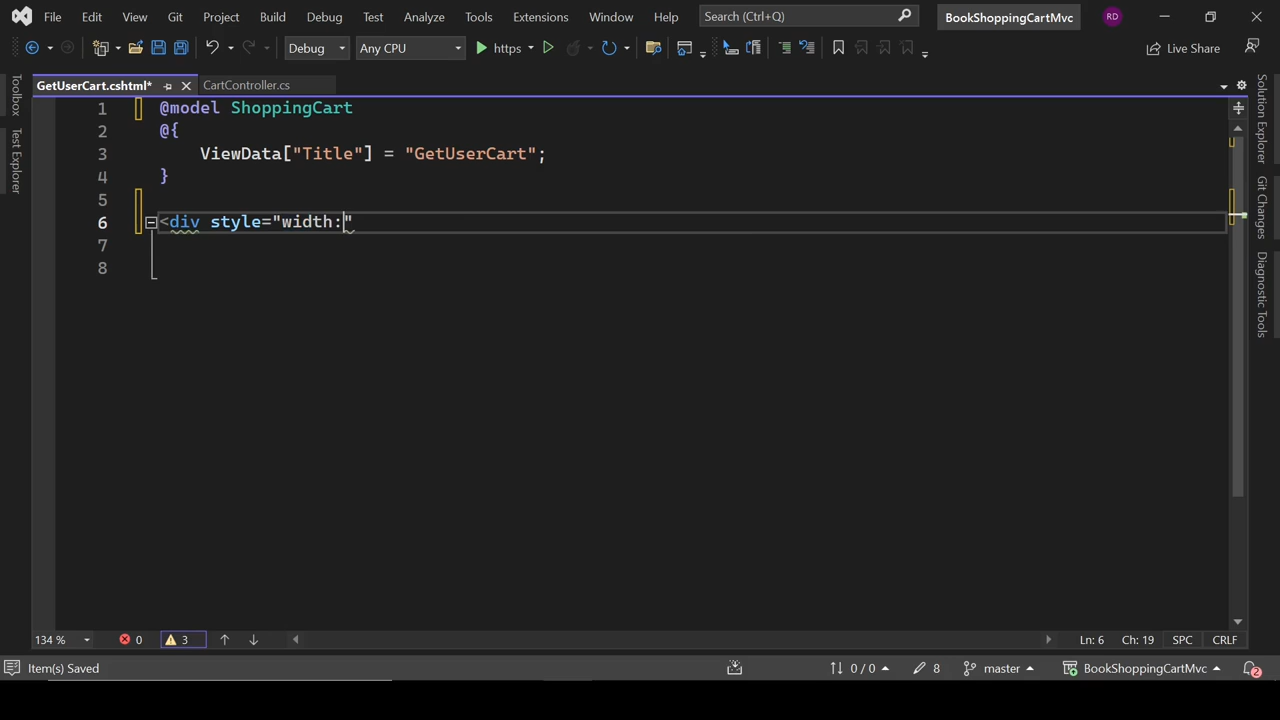 File Edit View Git Project Build Debug Test Analyze Tools Extensions Window Help Search (Ctrl+Q) BookShoppingCartMvc RD
Debug Any CPU https Live Share
GetUserCart.cshtml* CartController.cs
Toolbox
Test Explorer
Solution Explorer
Git Changes
Diagnostic Tools
1 @model ShoppingCart
2 @{
3 ViewData["Title"] = "GetUserCart";
4 }
5
6 <div style="width:"
7
8
134 % 0 3 Ln: 6 Ch: 19 SPC CRLF
Item(s) Saved 0 / 0 8 master BookShoppingCartMvc 2